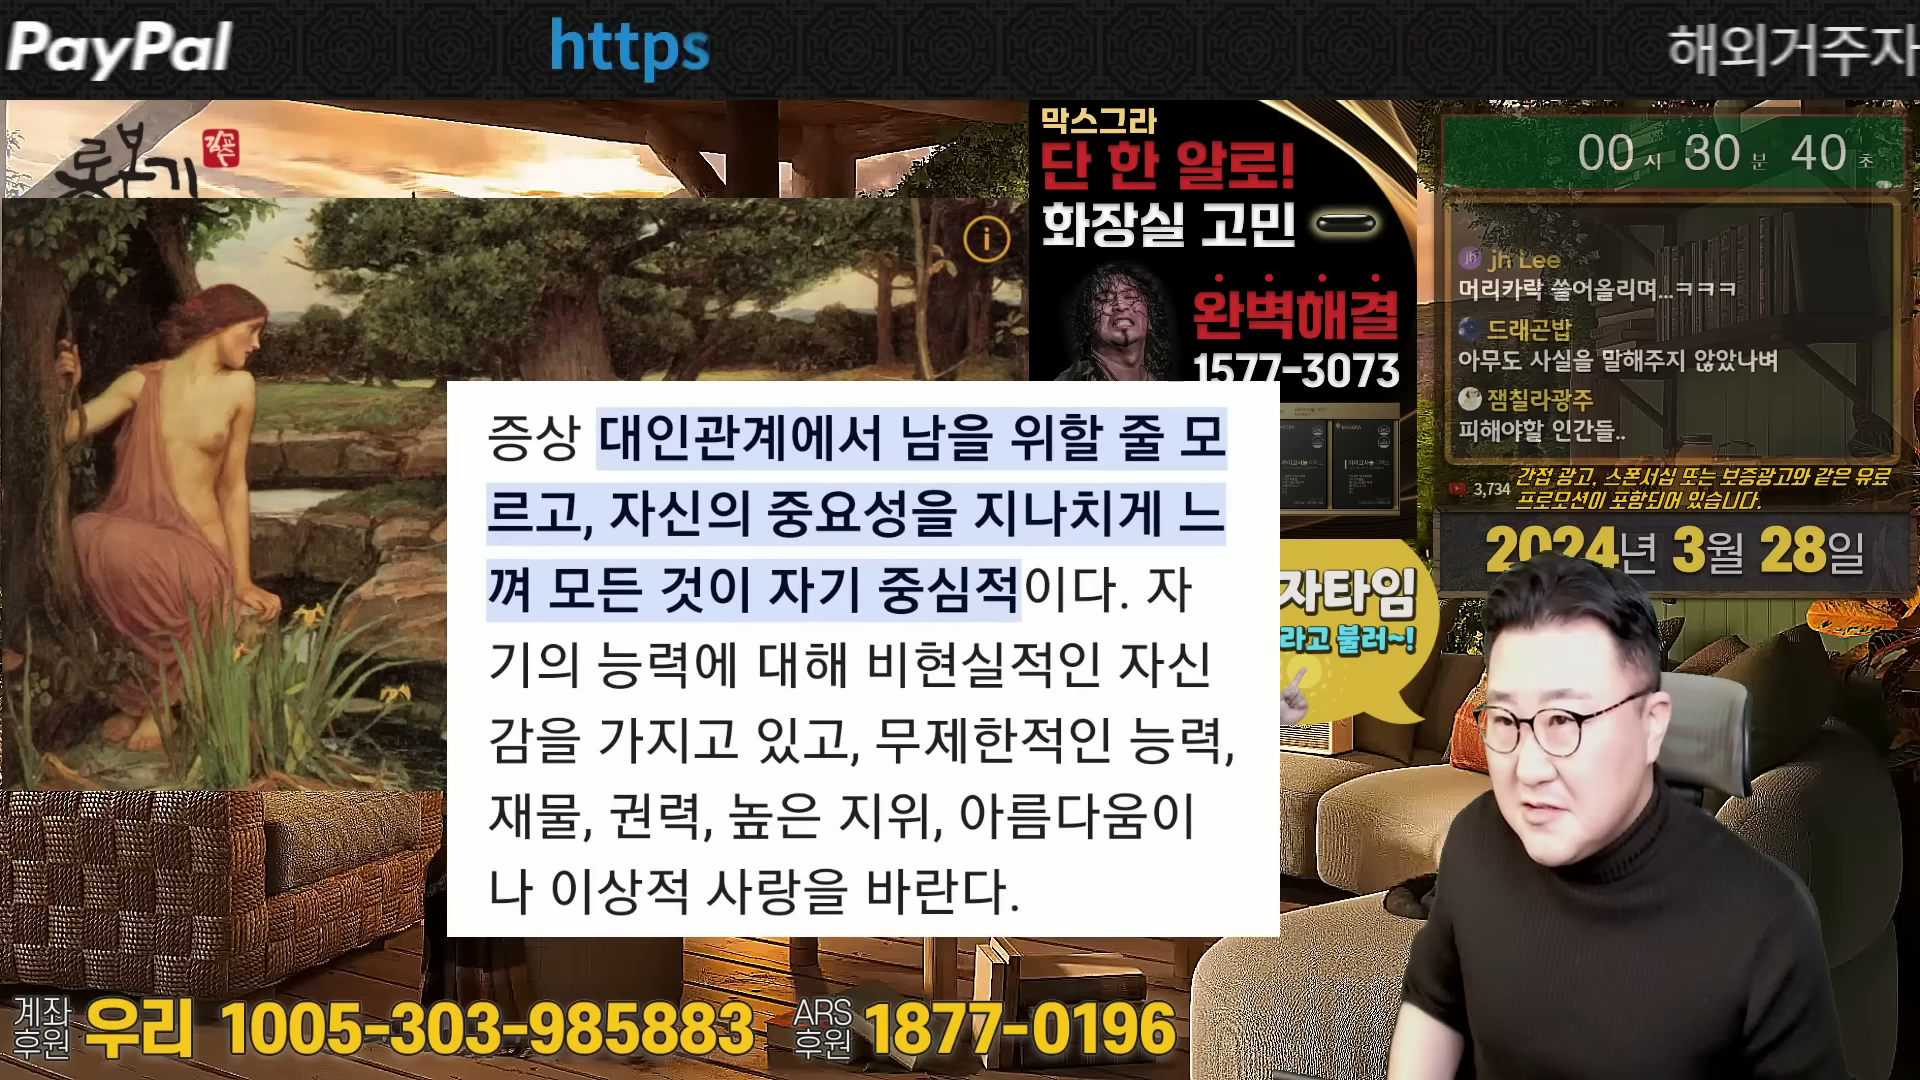 PayPal
https
해외거주자
막스그라
단 한 알로!
화장실 고민
완벽해결
1577-3073
00 시 30 분 40 초
jh Lee
머리카락 쓸어올리며...ㅋㅋㅋ
드래곤밥
아무도 사실을 말해주지 않았나벼
잼칠라광주
피해야할 인간들..
3,734
간접 광고, 스폰서심 또는 보증광고와 같은 유료
프로모션이 포함되어 있습니다.
2024년 3월 28일
자타임
라고 불러~!
증상 대인관계에서 남을 위할 줄 모
르고, 자신의 중요성을 지나치게 느
껴 모든 것이 자기 중심적이다. 자
기의 능력에 대해 비현실적인 자신
감을 가지고 있고, 무제한적인 능력,
재물, 권력, 높은 지위, 아름다움이
나 이상적 사랑을 바란다.
계좌
후원
우리 1005-303-985883
ARS
후원
1877-0196